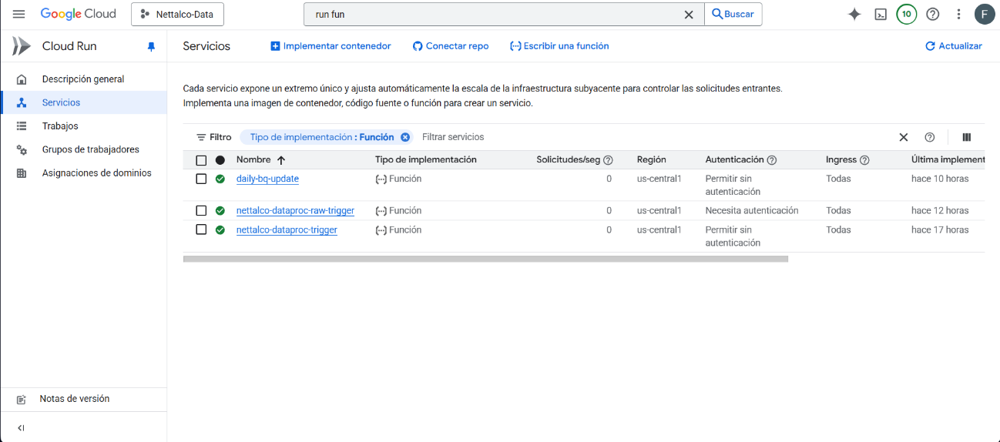 Google Cloud
Nettalco-Data
run fun
Buscar
10
F
Cloud Run
Servicios
Implementar contenedor
Conectar repo
Escribir una función
Actualizar
Descripción general
Servicios
Trabajos
Grupos de trabajadores
Asignaciones de dominios
Cada servicio expone un extremo único y ajusta automáticamente la escala de la infraestructura subyacente para controlar las solicitudes entrantes.
Implementa una imagen de contenedor, código fuente o función para crear un servicio.
Filtro Tipo de implementación : Función Filtrar servicios
Nombre Tipo de implementación Solicitudes/seg Región Autenticación Ingress Última implement
daily-bq-update Función 0 us-central1 Permitir sin autenticación Todas hace 10 horas
nettalco-dataproc-raw-trigger Función 0 us-central1 Necesita autenticación Todas hace 12 horas
nettalco-dataproc-trigger Función 0 us-central1 Permitir sin autenticación Todas hace 17 horas
Notas de versión